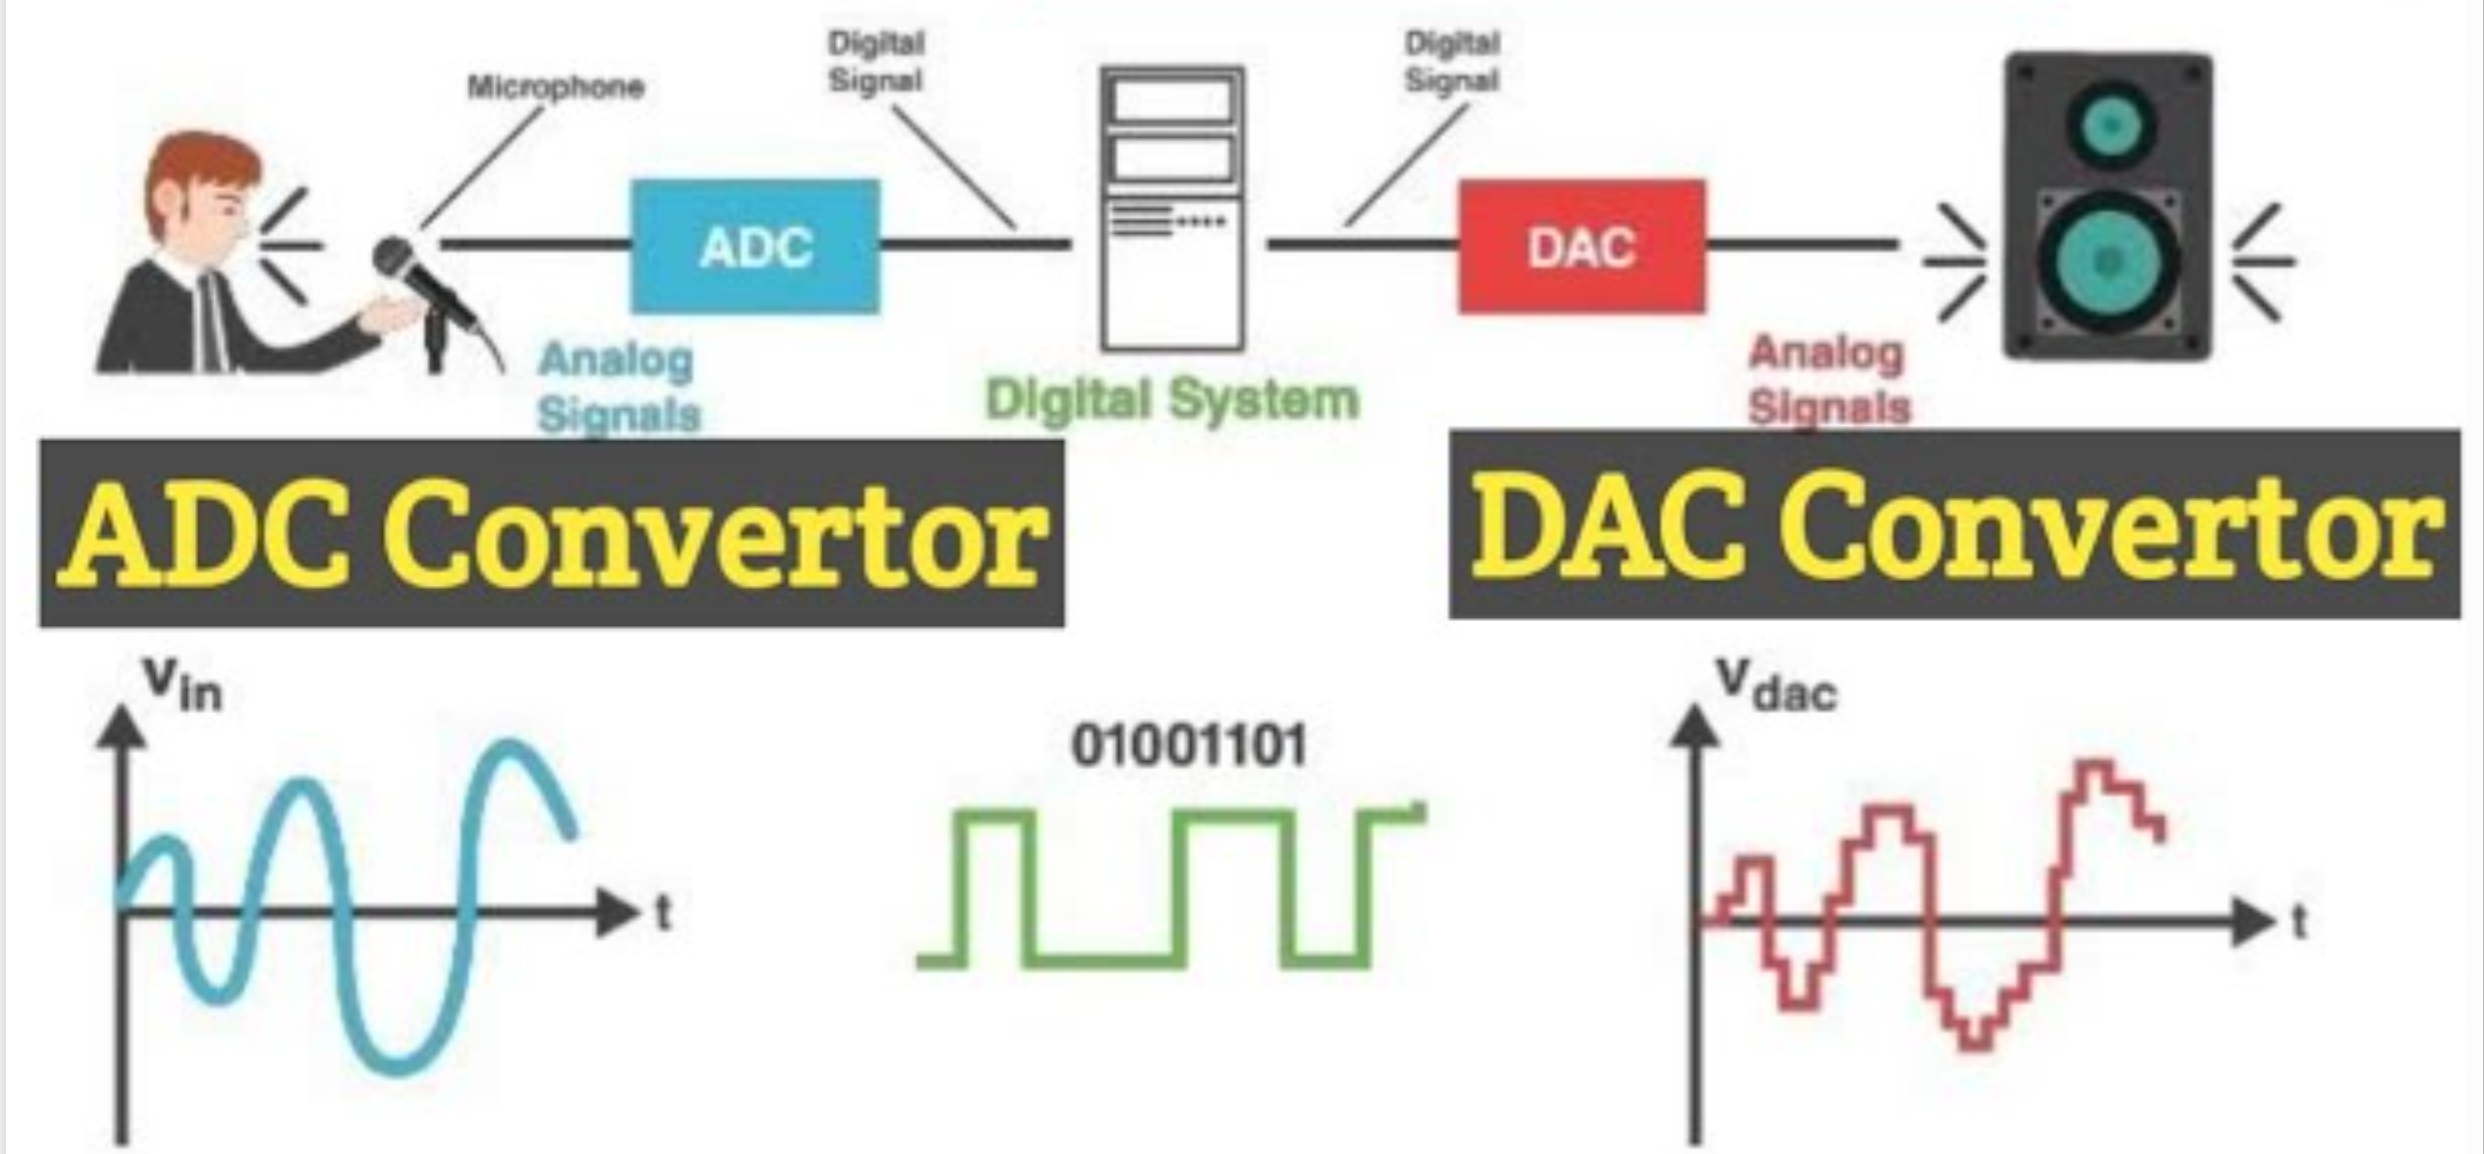 Microphone
Digital
Signal
Digital
Signal
ADC
DAC
Analog
Signals
Digital System
Analog
Signals
ADC Convertor
DAC Convertor
Vin
t
01001101
Vdac
t